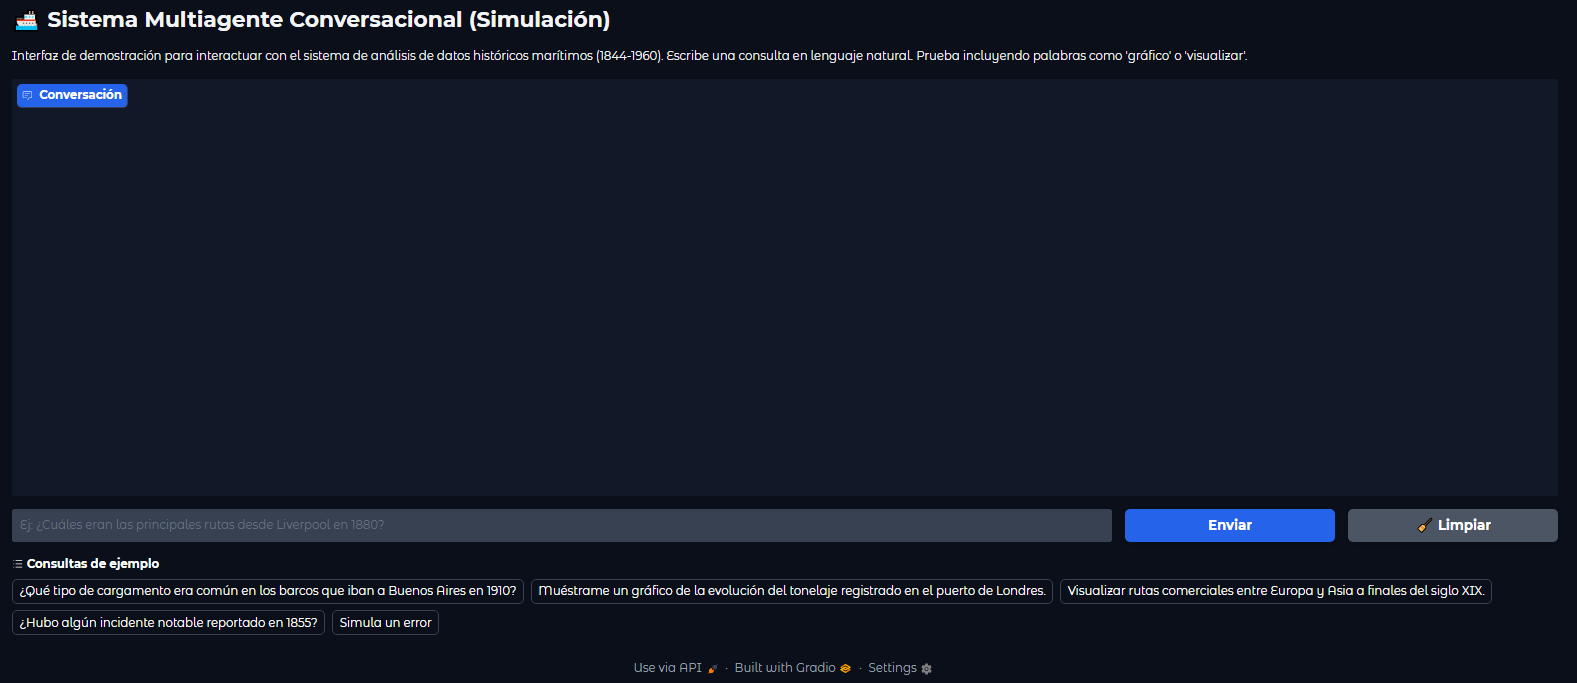 Sistema Multiagente Conversacional (Simulación)
Interfaz de demostración para interactuar con el sistema de análisis de datos históricos marítimos (1844-1960). Escribe una consulta en lenguaje natural. Prueba incluyendo palabras como 'gráfico' o 'visualizar'.
Conversación
Ej: ¿Cuáles eran las principales rutas desde Liverpool en 1880?
Enviar
Limpiar
Consultas de ejemplo
¿Qué tipo de cargamento era común en los barcos que iban a Buenos Aires en 1910?
Muéstrame un gráfico de la evolución del tonelaje registrado en el puerto de Londres.
Visualizar rutas comerciales entre Europa y Asia a finales del siglo XIX.
¿Hubo algún incidente notable reportado en 1855?
Simula un error
Use via API · Built with Gradio · Settings